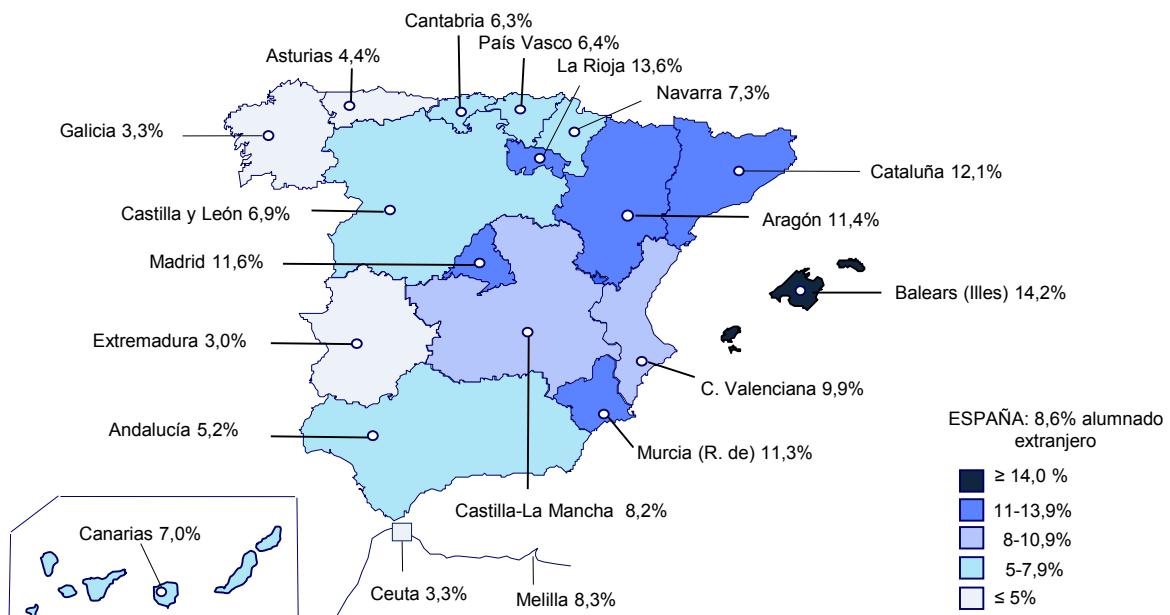 Cantabria 6,3%
País Vasco 6,4%
Asturias 4,4%
La Rioja 13,6%
Navarra 7,3%
Galicia 3,3%
Cataluña 12,1%
Castilla y León 6,9%
Aragón 11,4%
Madrid 11,6%
Balears (Illes) 14,2%
Extremadura 3,0%
C. Valenciana 9,9%
Andalucía 5,2%
Murcia (R. de) 11,3%
Castilla-La Mancha 8,2%
Canarias 7,0%
Ceuta 3,3%
Melilla 8,3%
ESPAÑA: 8,6% alumnado
extranjero
≥ 14,0 %
11-13,9%
8-10,9%
5-7,9%
≤ 5%